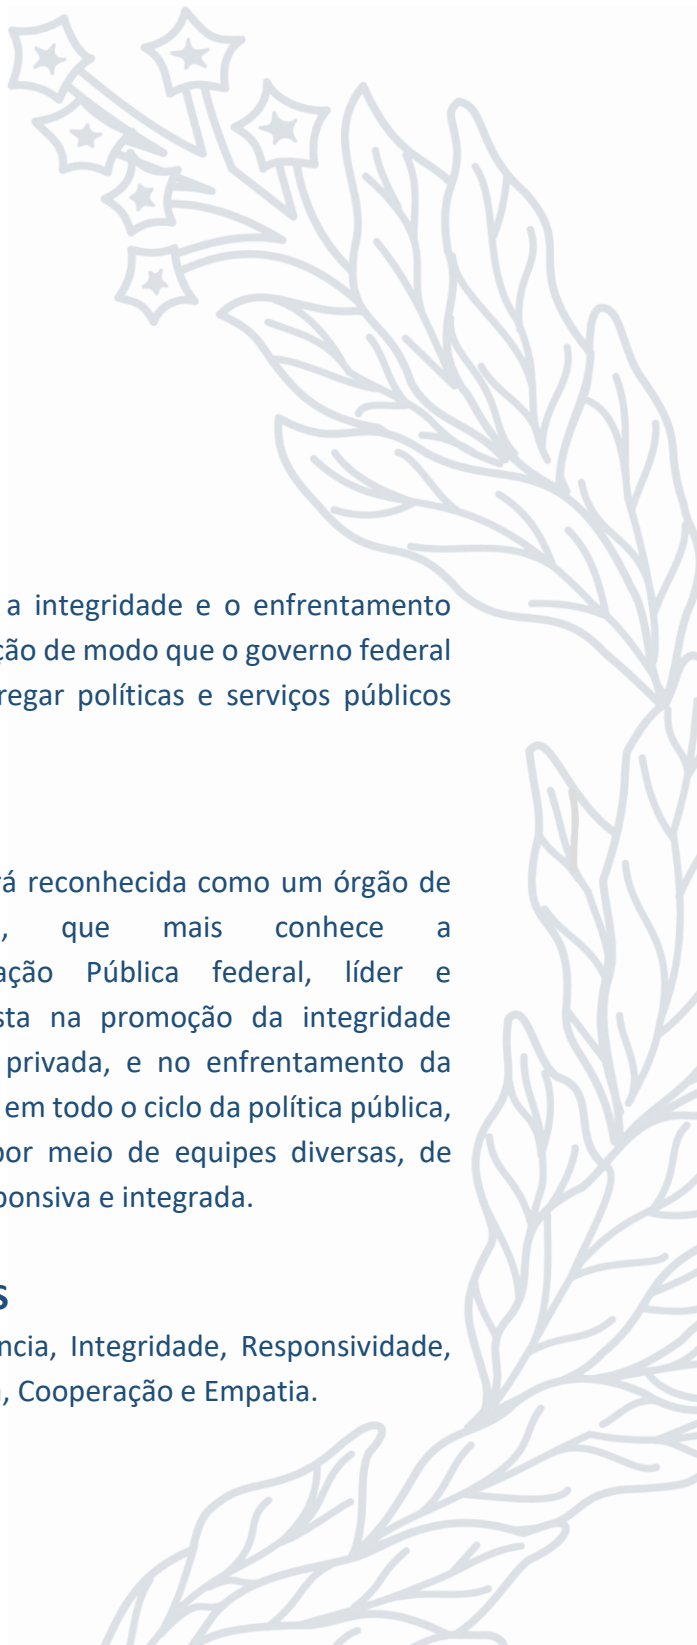 a integridade e o enfrentamento
ção de modo que o governo federal
regar políticas e serviços públicos
rá reconhecida como um órgão de
, que mais conhece a
ação Pública federal, líder e
sta na promoção da integridade
privada, e no enfrentamento da
em todo o ciclo da política pública,
por meio de equipes diversas, de
ponsiva e integrada.
S
ncia, Integridade, Responsividade,
, Cooperação e Empatia.